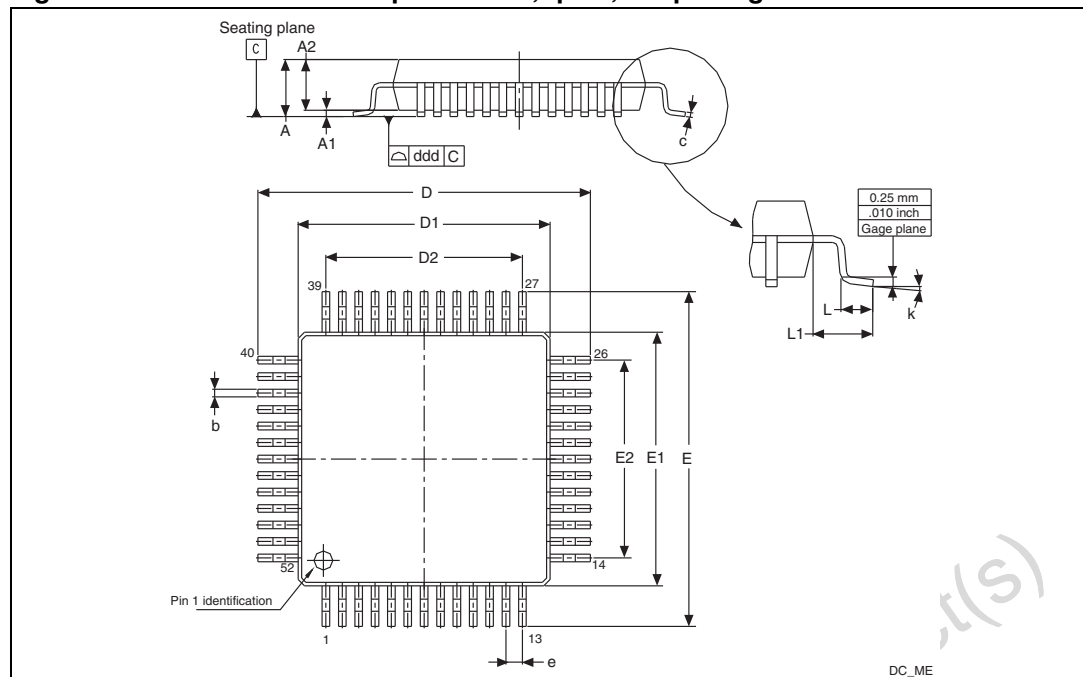 Seating plane
C
A2
A
A1
ddd C
c
D
D1
D2
0.25 mm
.010 inch
Gage plane
L
k
L1
39
27
40
26
b
E2
E1
E
52
14
Pin 1 identification
1
13
e
DC_ME